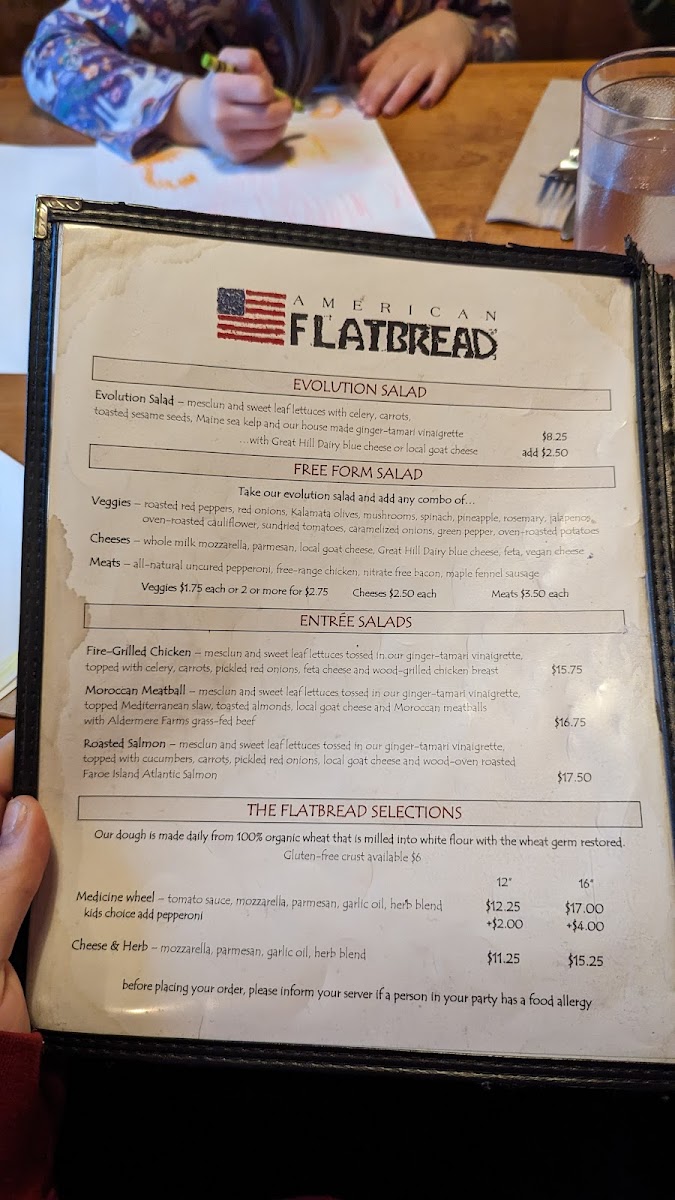 AMERICAN
FLATBREAD
EVOLUTION SALAD
Evolution Salad – mesclun and sweet leaf lettuces with celery, carrots,
toasted sesame seeds, Maine sea kelp and our house made ginger-tamari vinaigrette $8.25
...with Great Hill Dairy blue cheese or local goat cheese add $2.50
FREE FORM SALAD
Take our evolution salad and add any combo of...
Veggies – roasted red peppers, red onions, Kalamata olives, mushrooms, spinach, pineapple, rosemary, jalapenos,
oven-roasted cauliflower, sundried tomatoes, caramelized onions, green pepper, oven-roasted potatoes
Cheeses – whole milk mozzarella, parmesan, local goat cheese, Great Hill Dairy blue cheese, feta, vegan cheese
Meats – all-natural uncured pepperoni, free-range chicken, nitrate free bacon, maple fennel sausage
Veggies $1.75 each or 2 or more for $2.75 Cheeses $2.50 each Meats $3.50 each
ENTRÉE SALADS
Fire-Grilled Chicken – mesclun and sweet leaf lettuces tossed in our ginger-tamari vinaigrette,
topped with celery, carrots, pickled red onions, feta cheese and wood-grilled chicken breast $15.75
Moroccan Meatball – mesclun and sweet leaf lettuces tossed in our ginger-tamari vinaigrette,
topped Mediterranean slaw, toasted almonds, local goat cheese and Moroccan meatballs
with Aldermere Farms grass-fed beef $16.75
Roasted Salmon – mesclun and sweet leaf lettuces tossed in our ginger-tamari vinaigrette,
topped with cucumbers, carrots, pickled red onions, local goat cheese and wood-oven roasted
Faroe Island Atlantic Salmon $17.50
THE FLATBREAD SELECTIONS
Our dough is made daily from 100% organic wheat that is milled into white flour with the wheat germ restored.
Gluten-free crust available $6
12" 16"
Medicine wheel – tomato sauce, mozzarella, parmesan, garlic oil, herb blend $12.25 $17.00
kids choice add pepperoni +$2.00 +$4.00
Cheese & Herb – mozzarella, parmesan, garlic oil, herb blend $11.25 $15.25
before placing your order, please inform your server if a person in your party has a food allergy